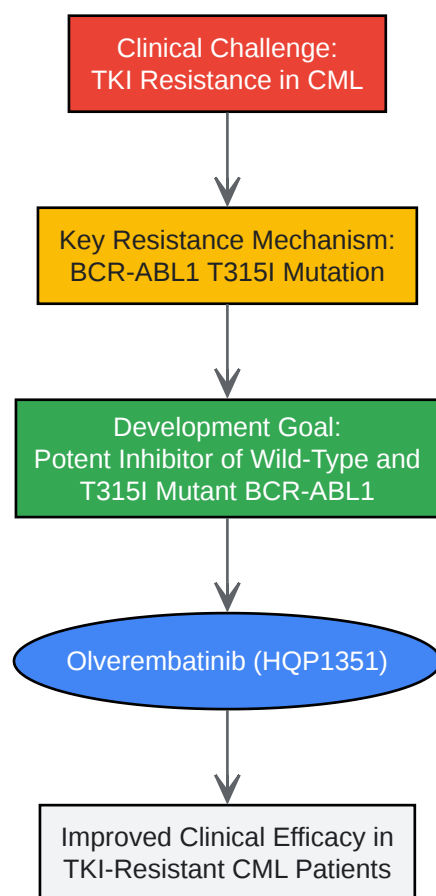 Clinical Challenge:
TKI Resistance in CML
Key Resistance Mechanism:
BCR-ABL1 T315I Mutation
Development Goal:
Potent Inhibitor of Wild-Type and
T315I Mutant BCR-ABL1
Olverembatinib (HQP1351)
Improved Clinical Efficacy in
TKI-Resistant CML Patients